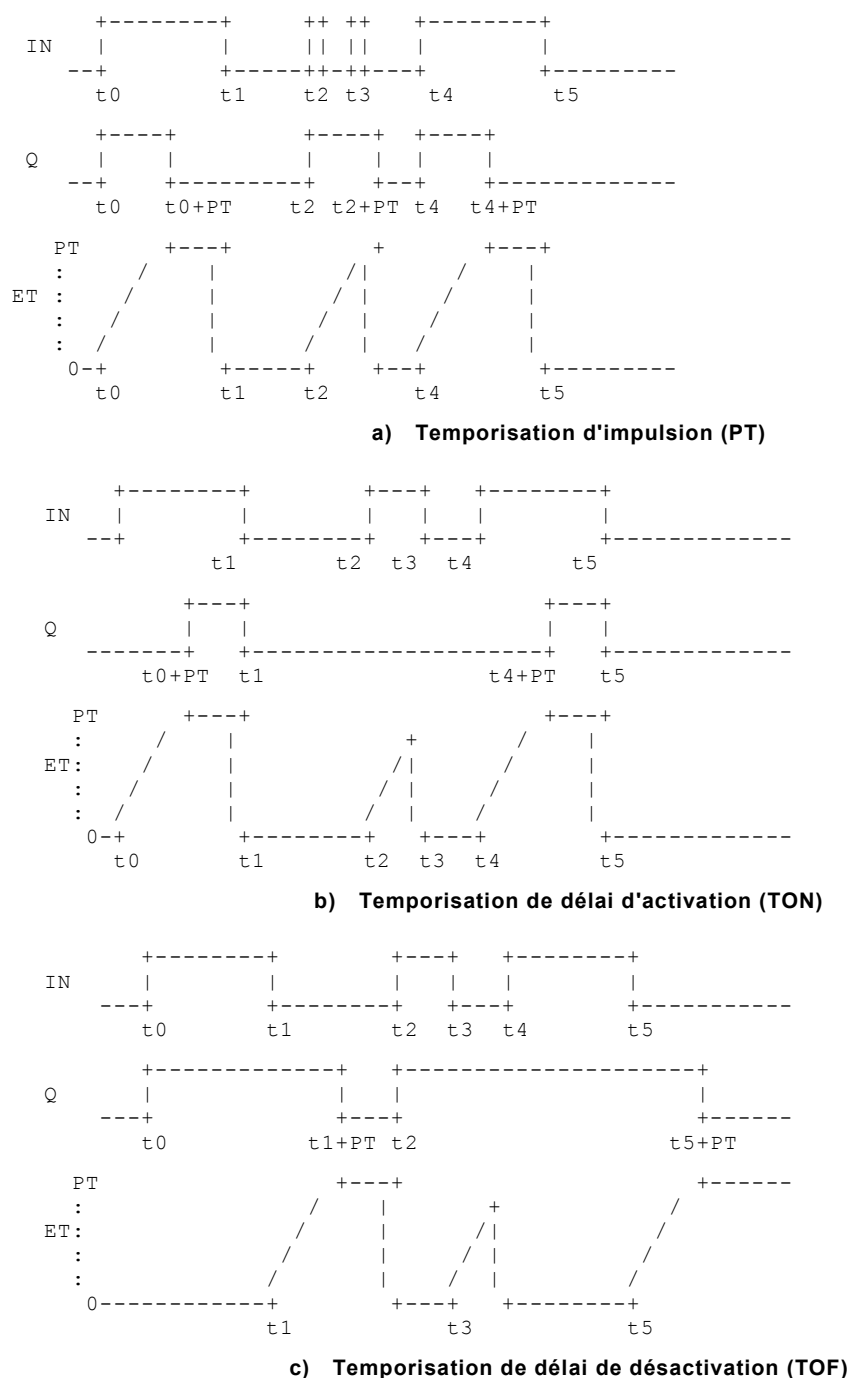 IN
t0 t1 t2 t3 t4 t5
Q
t0 t0+PT t2 t2+PT t4 t4+PT
PT
:
ET :
:
:
0
t0 t1 t2 t4 t5
a) Temporisation d'impulsion (PT)
IN
t1 t2 t3 t4 t5
Q
t0+PT t1 t4+PT t5
PT
:
ET:
:
:
0
t0 t1 t2 t3 t4 t5
b) Temporisation de délai d'activation (TON)
IN
t0 t1 t2 t3 t4 t5
Q
t0 t1+PT t2 t5+PT
PT
:
ET:
:
:
0
t1 t3 t5
c) Temporisation de délai de désactivation (TOF)